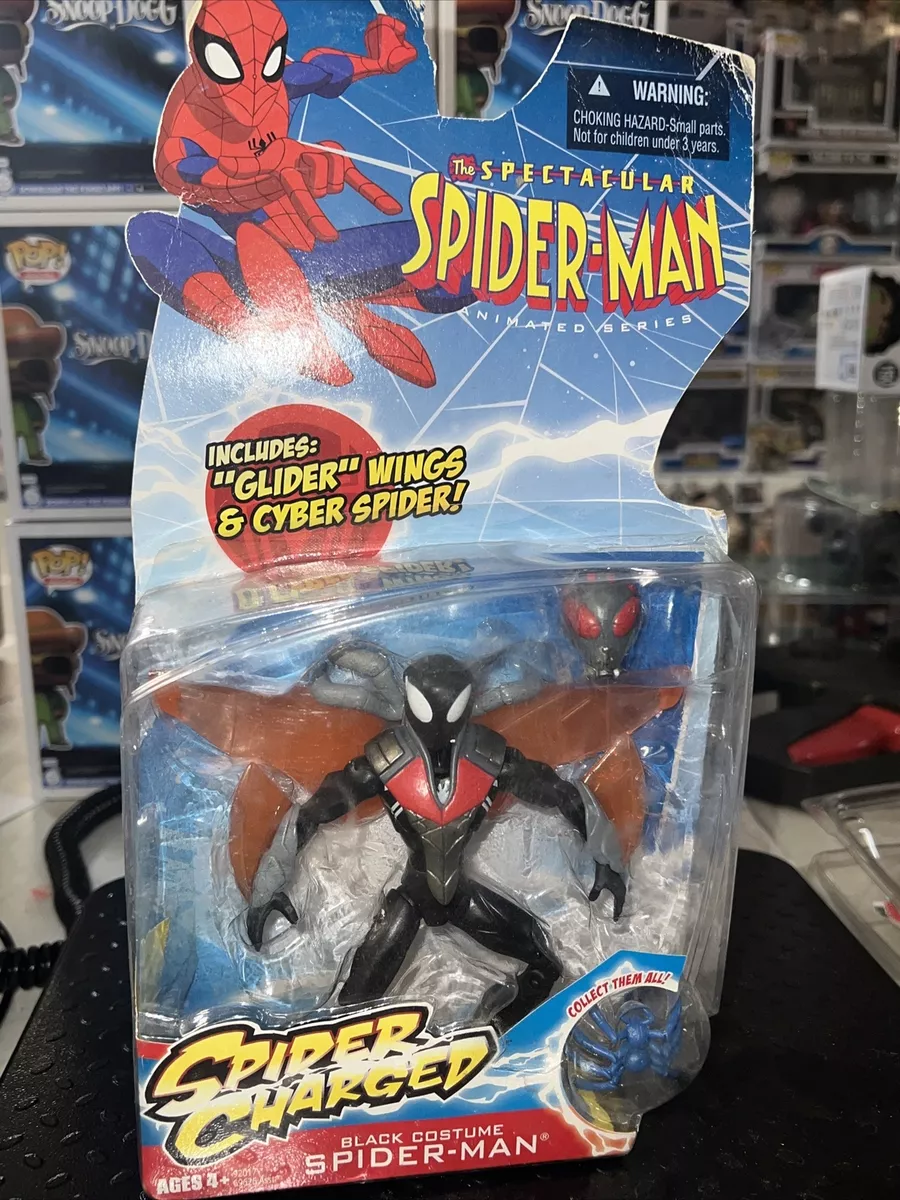 SNOOP DOGG
SNOOP DOGG
WARNING:
CHOKING HAZARD-Small parts.
Not for children under 3 years.
The SPECTACULAR
SPIDER-MAN
ANIMATED SERIES
POP!
SNOOP D
INCLUDES:
"GLIDER" WINGS
& CYBER SPIDER!
POP!
SNO
COLLECT THEM ALL!
SPIDER
CHARGED
BLACK COSTUME
SPIDER-MAN®
AGES 4+